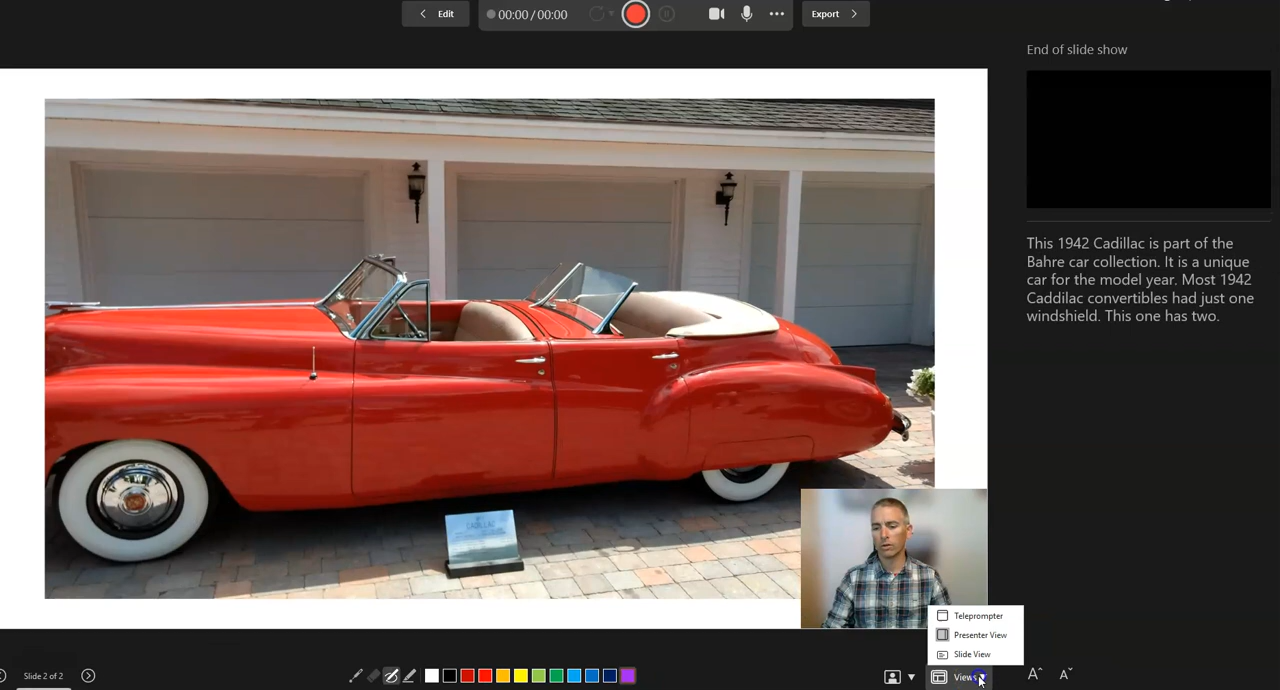 Edit
00:00 / 00:00
Export
End of slide show
This 1942 Cadillac is part of the
Bahre car collection. It is a unique
car for the model year. Most 1942
Caddilac convertibles had just one
windshield. This one has two.
CADILLAC
Teleprompter
Presenter View
Slide View
Slide 2 of 2
Views
A A